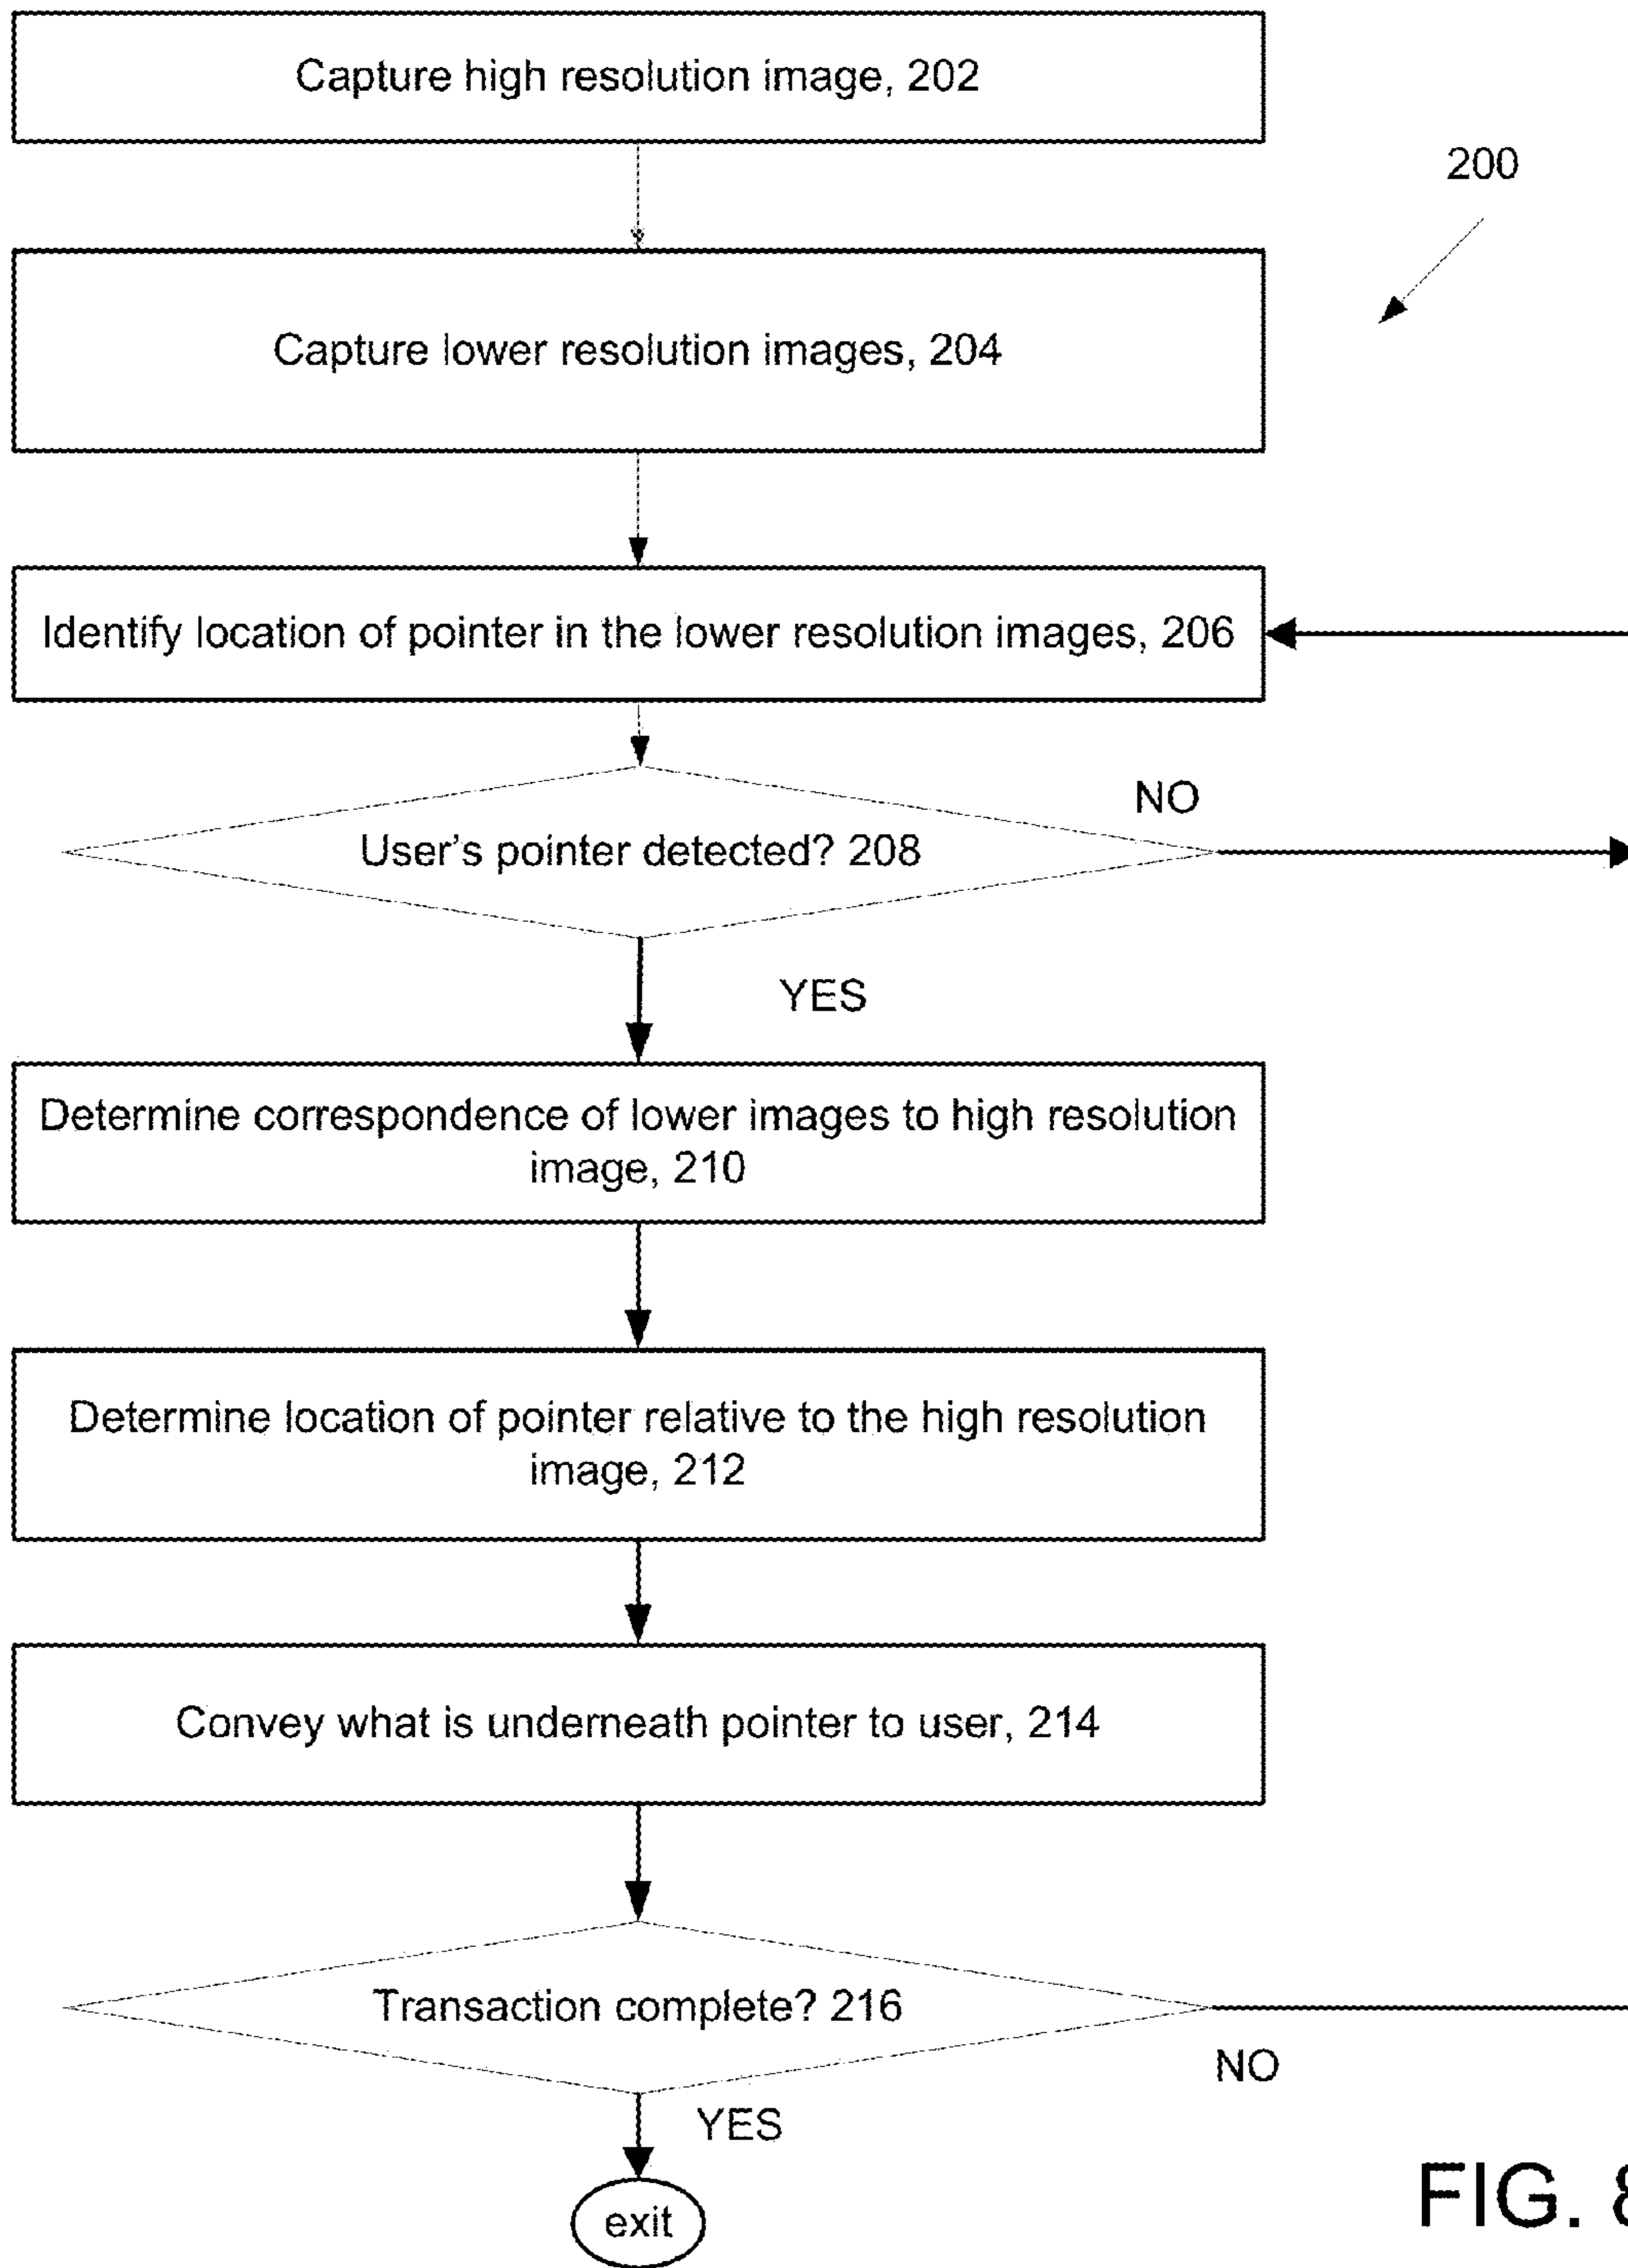 Capture high resolution image, 202
200
Capture lower resolution images, 204
Identify location of pointer in the lower resolution images, 206
NO
User's pointer detected? 208
YES
Determine correspondence of lower images to high resolution
image, 210
Determine location of pointer relative to the high resolution
image, 212
Convey what is underneath pointer to user, 214
Transaction complete? 216
NO
YES
exit
FIG. 8